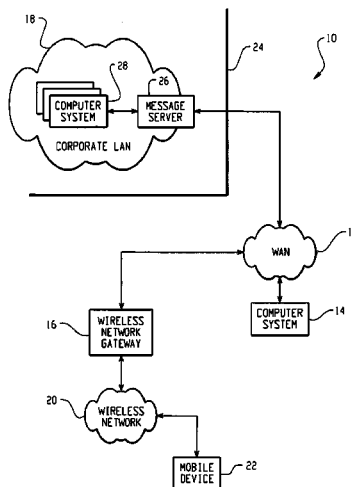 18
28
26
24
10
COMPUTER
SYSTEM
MESSAGE
SERVER
CORPORATE LAN
WAN
16
WIRELESS
NETWORK
GATEWAY
COMPUTER
SYSTEM
14
20
WIRELESS
NETWORK
MOBILE
DEVICE
22